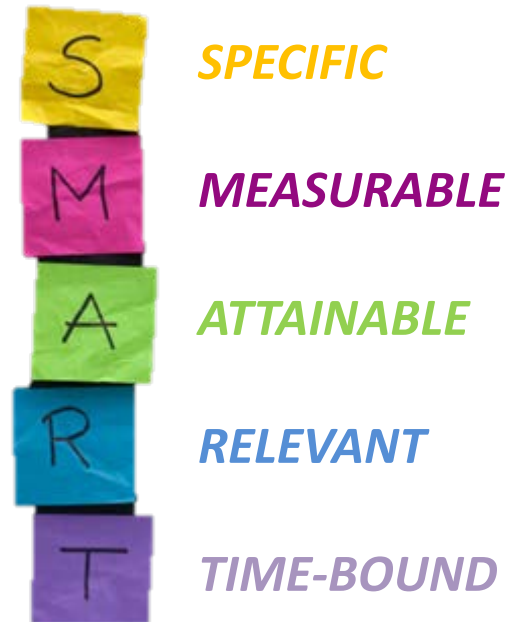 S SPECIFIC
M MEASURABLE
A ATTAINABLE
R RELEVANT
T TIME-BOUND